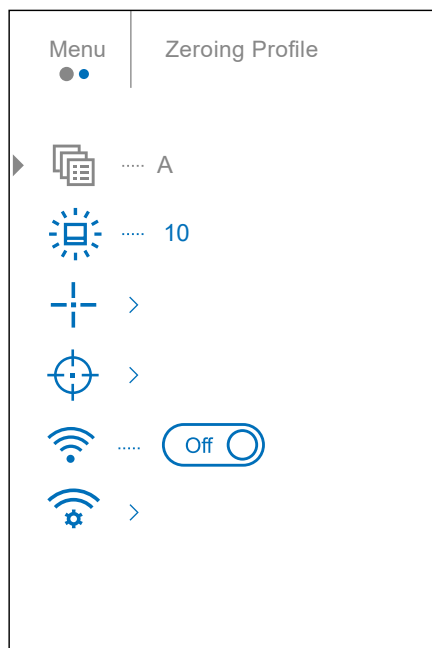 Menu
Zeroing Profile
..... A
..... 10
..... Off